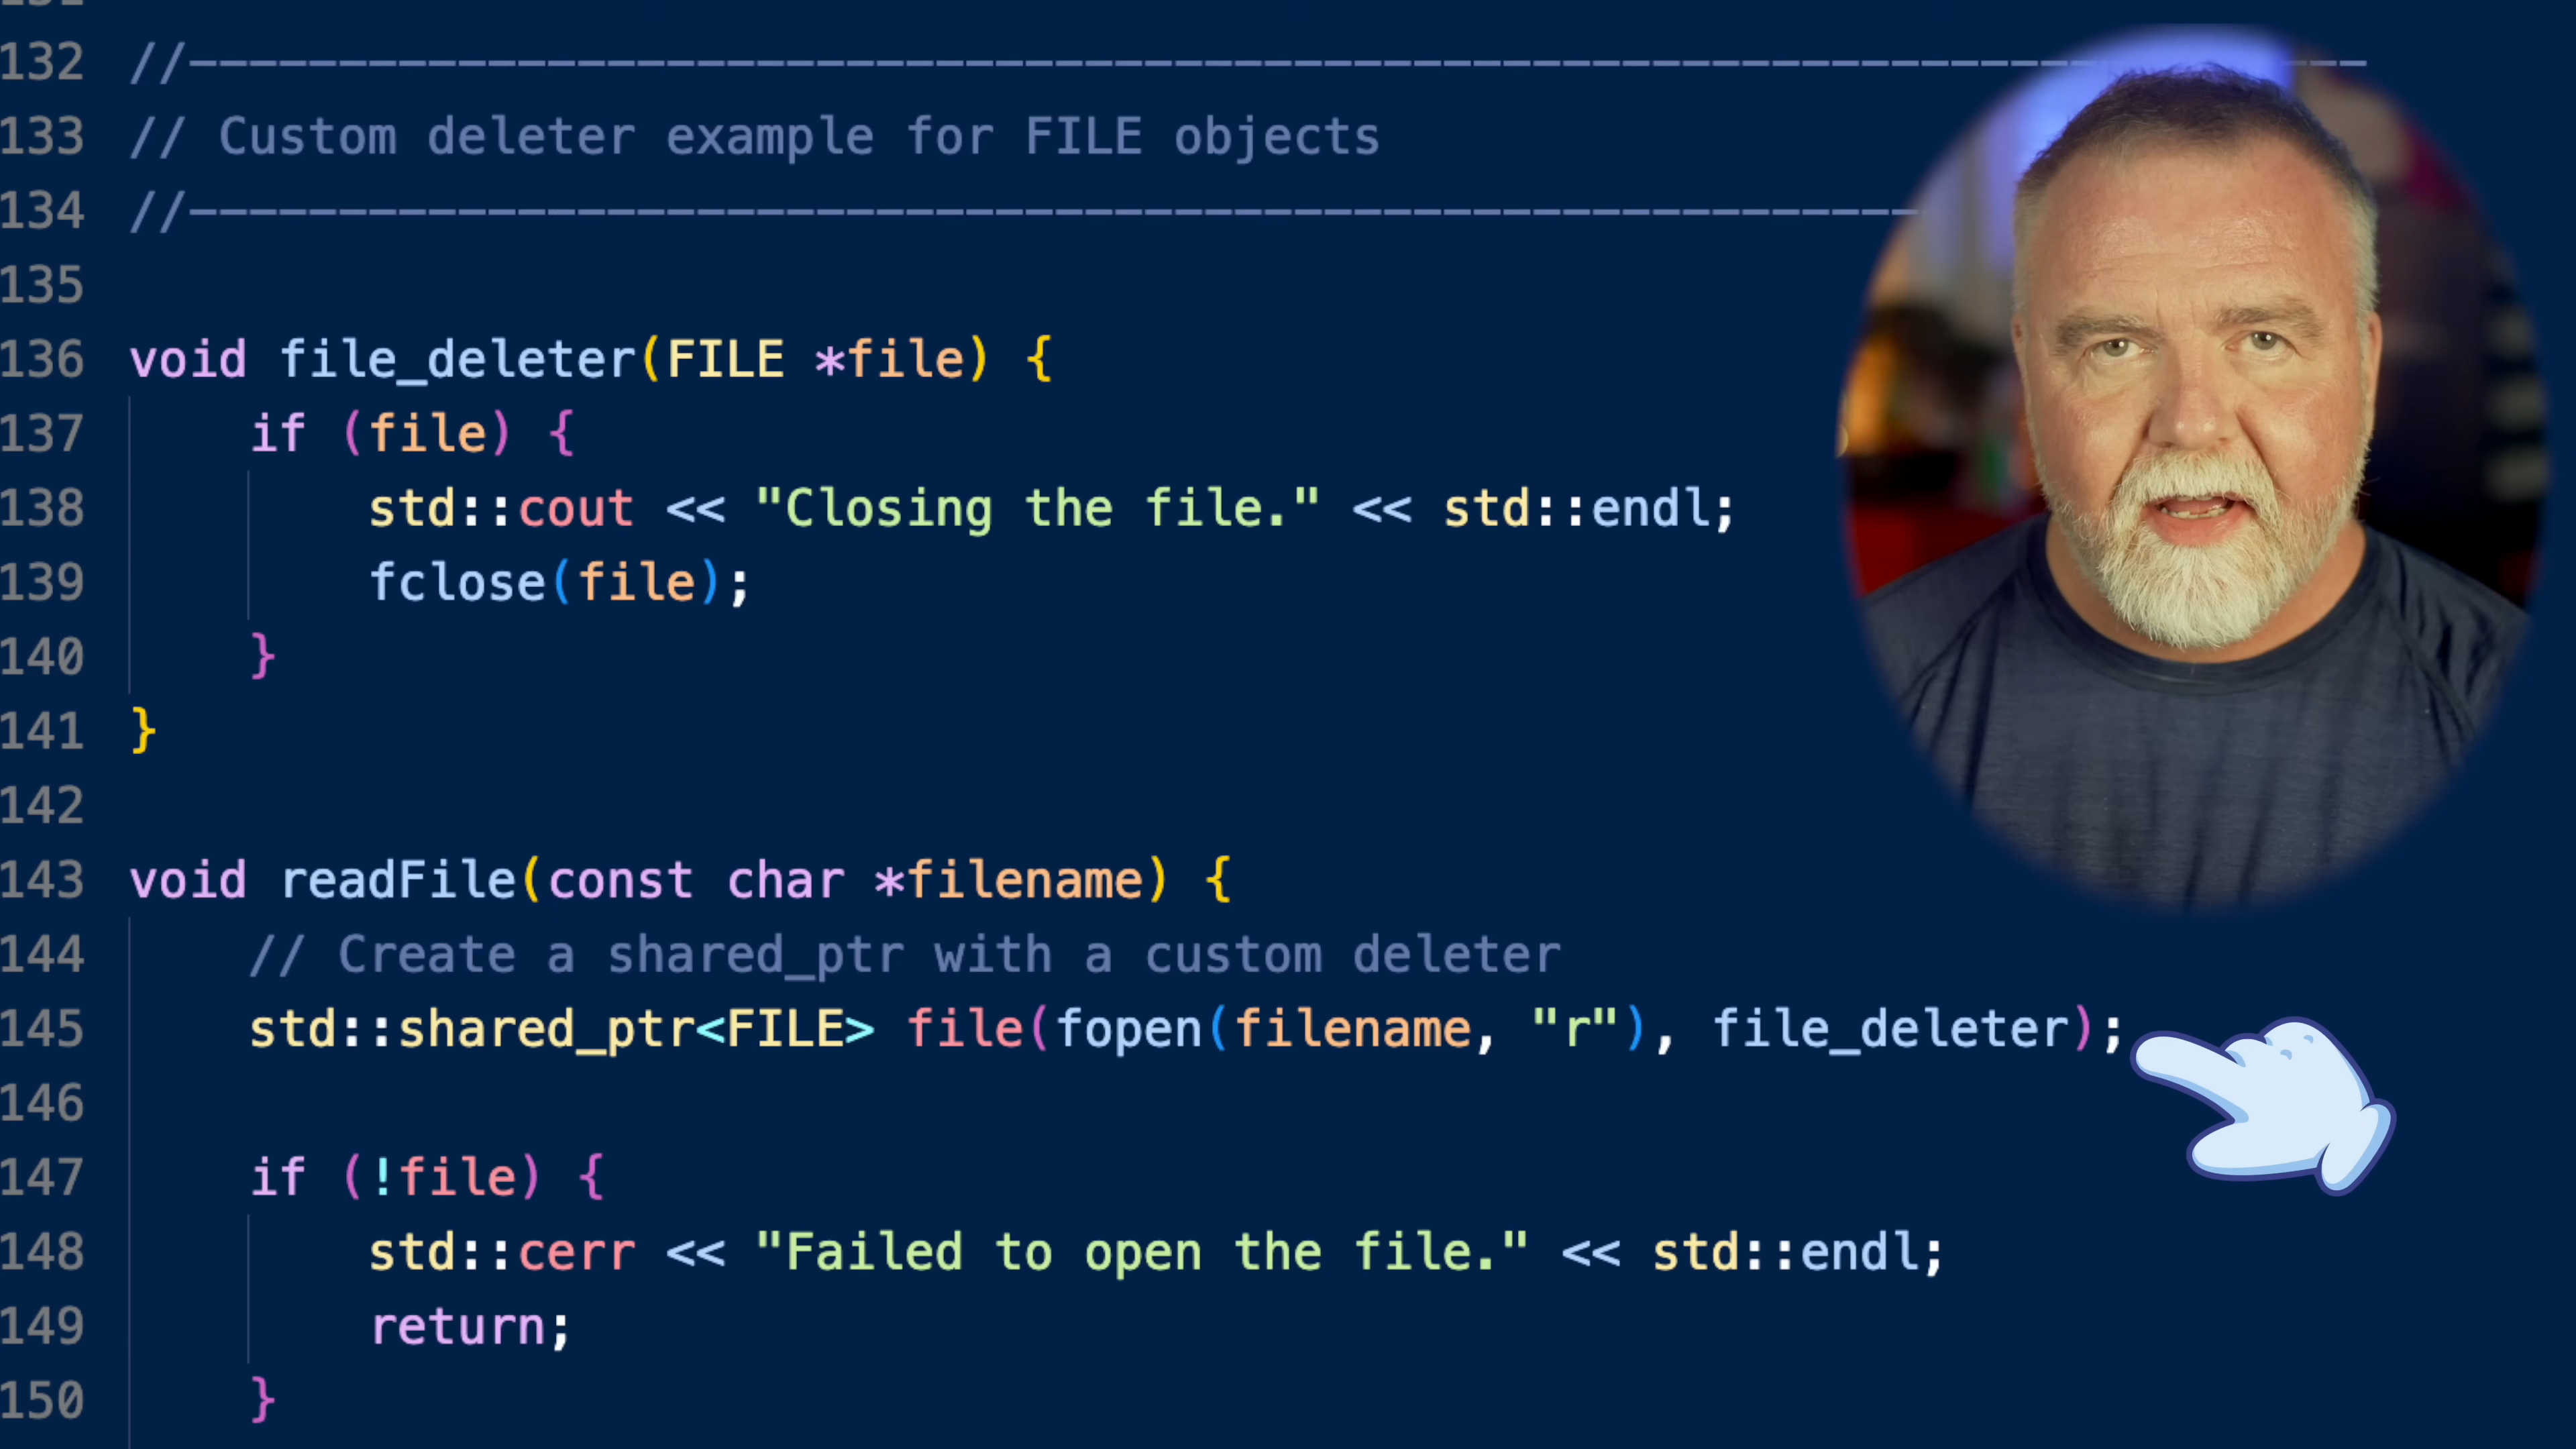 132 //-------------------------------------------------------------------------
133 // Custom deleter example for FILE objects
134 //----------------------------------------------------------
135
136 void file_deleter(FILE *file) {
137     if (file) {
138         std::cout << "Closing the file." << std::endl;
139         fclose(file);
140     }
141 }
142
143 void readFile(const char *filename) {
144     // Create a shared_ptr with a custom deleter
145     std::shared_ptr<FILE> file(fopen(filename, "r"), file_deleter);
146
147     if (!file) {
148         std::cerr << "Failed to open the file." << std::endl;
149         return;
150     }